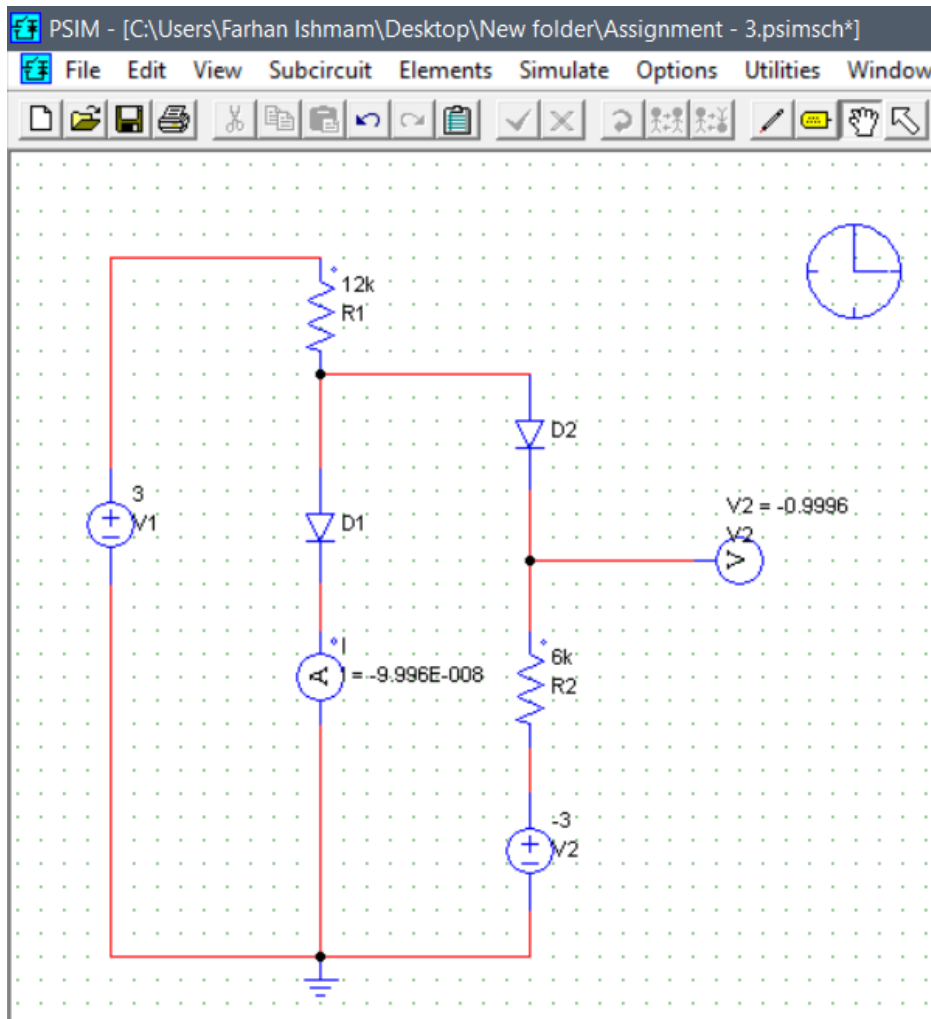 PSIM - [C:\Users\Farhan Ishmam\Desktop\New folder\Assignment - 3.psimsch*]
File Edit View Subcircuit Elements Simulate Options Utilities Window
12k
R1
D2
3
V1
D1
V2 = -0.9996
V2
V
I
I = -9.996E-008
A
6k
R2
-3
V2